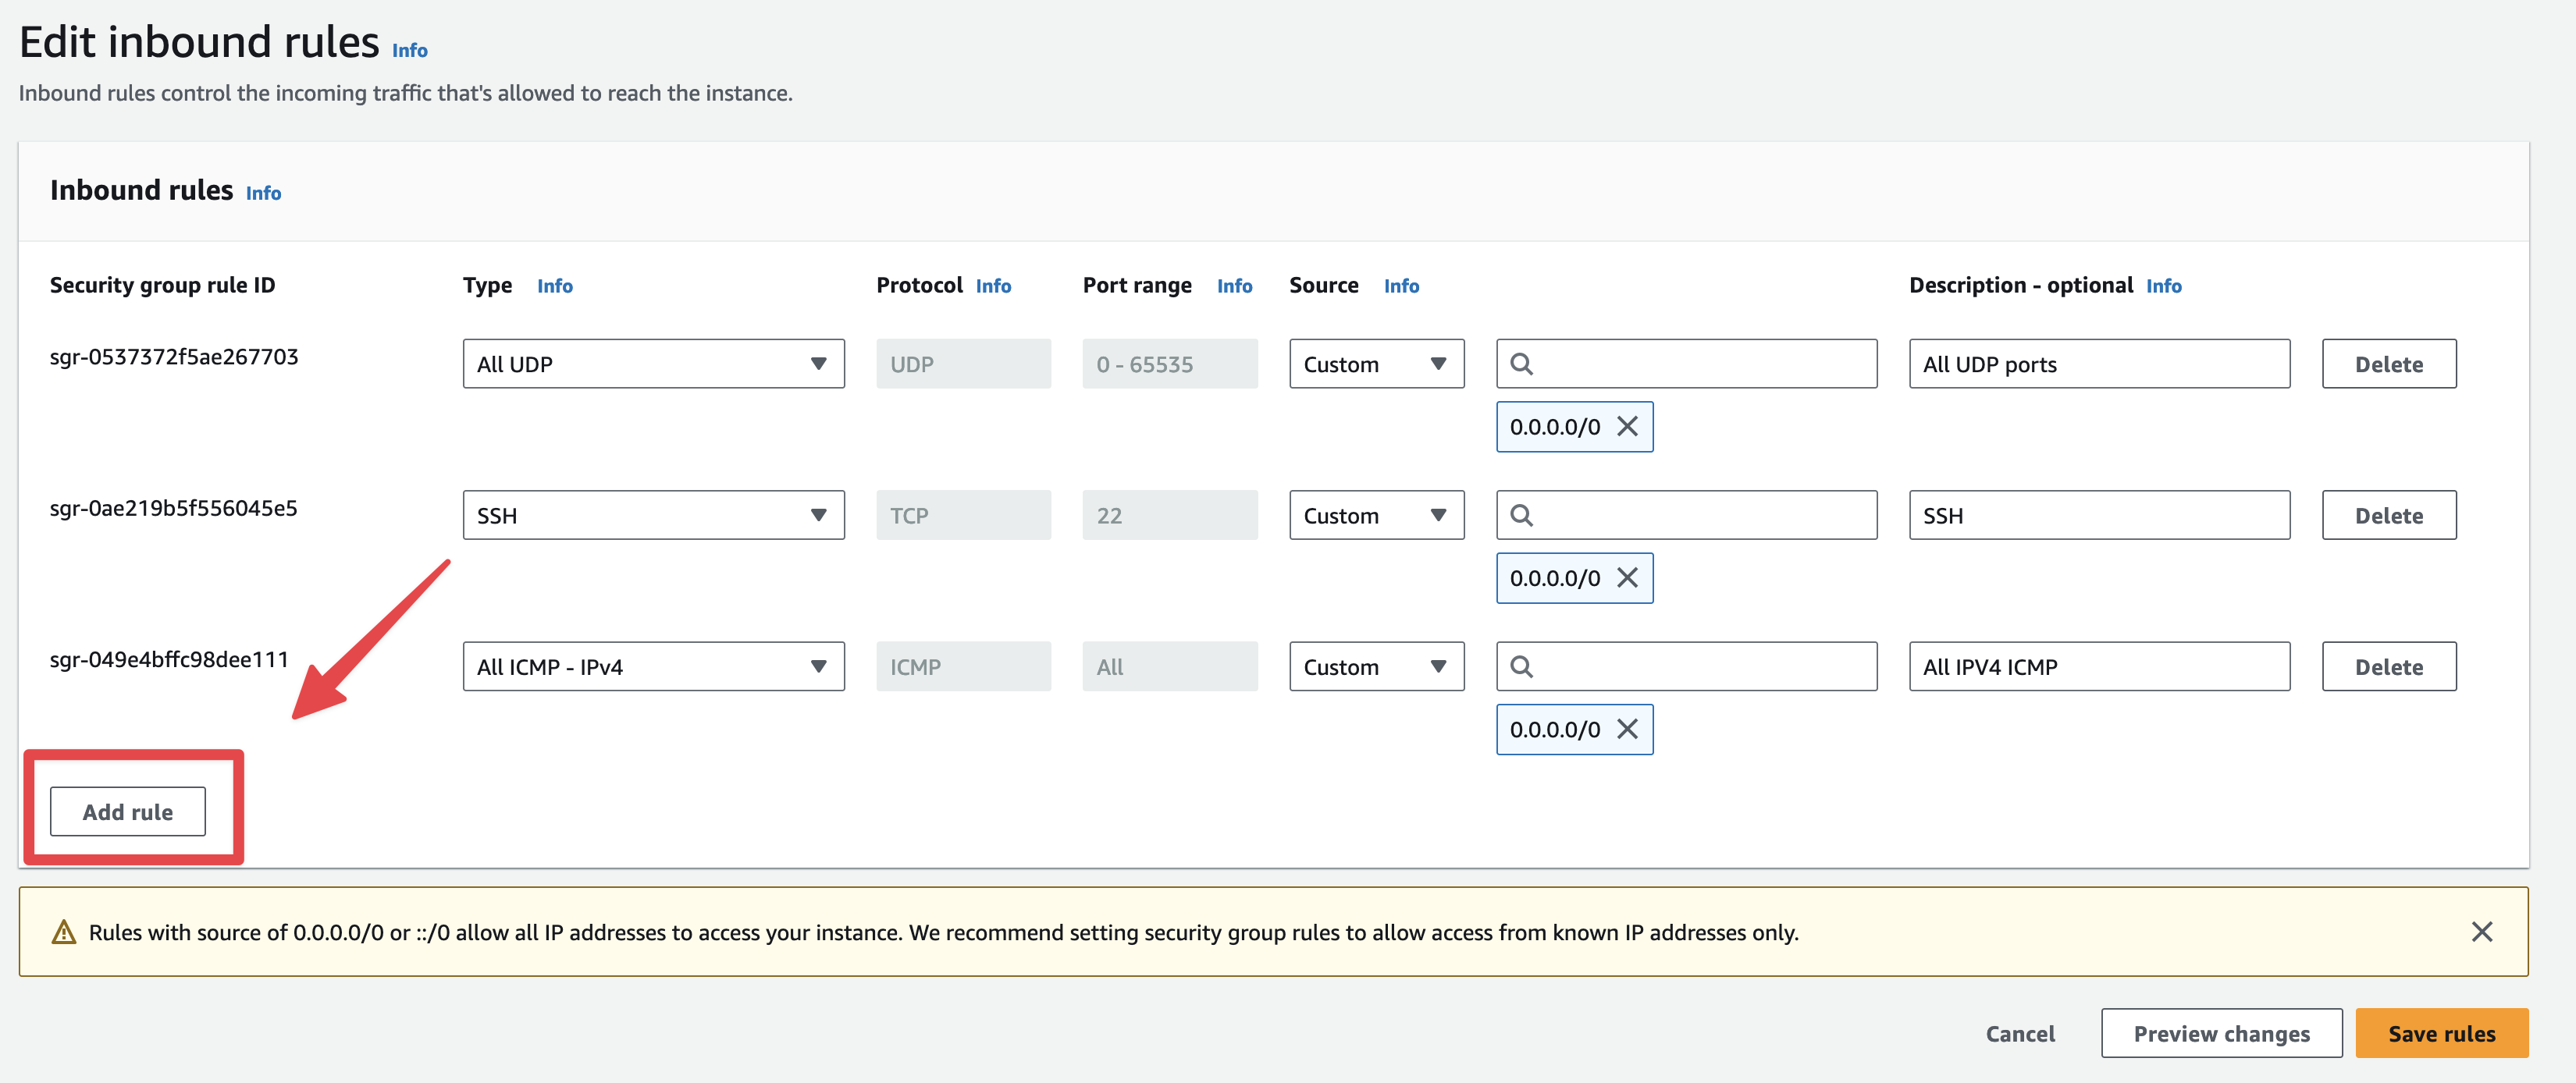 Edit inbound rules Info
Inbound rules control the incoming traffic that's allowed to reach the instance.
Inbound rules Info
Security group rule ID Type Info Protocol Info Port range Info Source Info Description - optional Info
sgr-0537372f5ae267703 All UDP UDP 0 - 65535 Custom All UDP ports Delete
0.0.0.0/0
sgr-0ae219b5f556045e5 SSH TCP 22 Custom SSH Delete
0.0.0.0/0
sgr-049e4bffc98dee111 All ICMP - IPv4 ICMP All Custom All IPV4 ICMP Delete
0.0.0.0/0
Add rule
Rules with source of 0.0.0.0/0 or ::/0 allow all IP addresses to access your instance. We recommend setting security group rules to allow access from known IP addresses only.
Cancel Preview changes Save rules